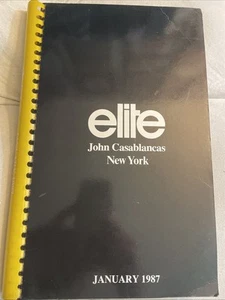 elite
John Casablancas
New York
JANUARY 1987